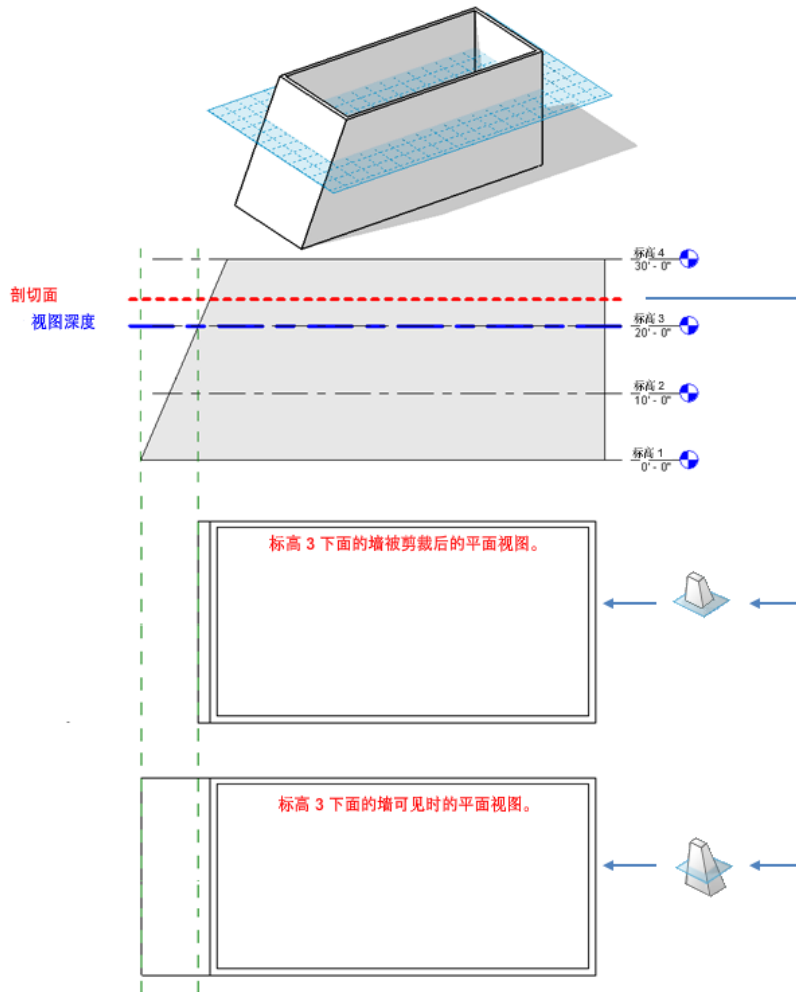 标高 4
30' - 0"
剖切面
视图深度
标高 3
20' - 0"
标高 2
10' - 0"
标高 1
0' - 0"
标高 3 下面的墙被剪裁后的平面视图。
标高 3 下面的墙可见时的平面视图。